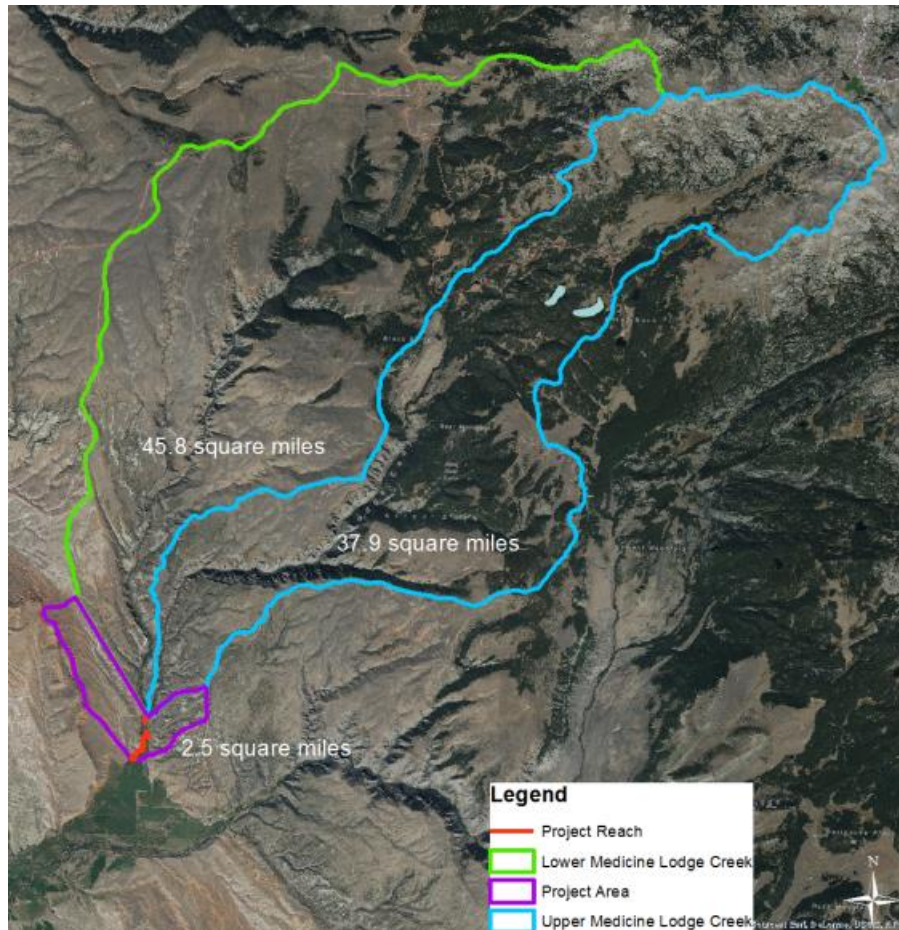 45.8 square miles
37.9 square miles
2.5 square miles
Legend
Project Reach
Lower Medicine Lodge Creek
Project Area
Upper Medicine Lodge Creek
N